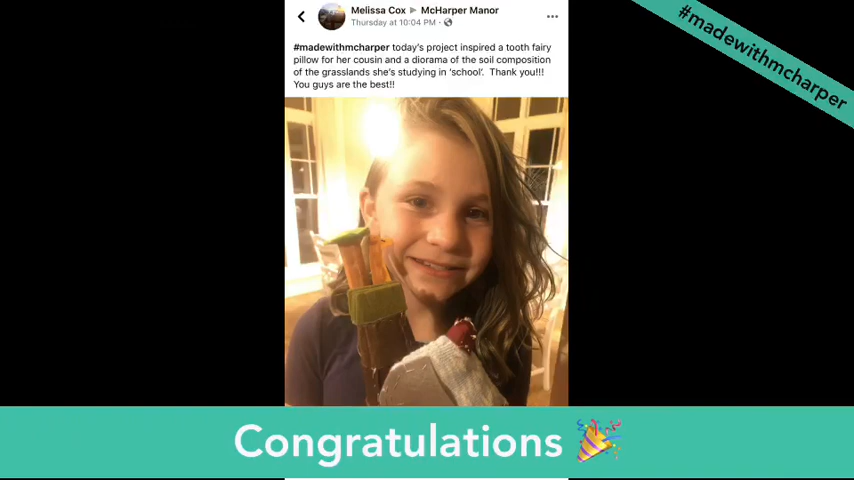 Melissa Cox ▶ McHarper Manor
Thursday at 10:04 PM ·
#madewithmcharper today's project inspired a tooth fairy
pillow for her cousin and a diorama of the soil composition
of the grasslands she's studying in 'school'. Thank you!!!
You guys are the best!!
#madewithmcharper
Congratulations 🎉